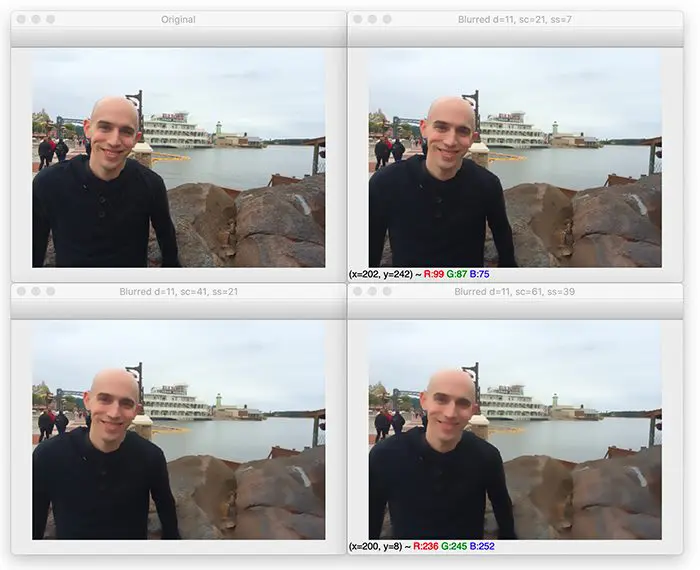 Original
Blurred d=11, sc=21, ss=7
(x=202, y=242) ~ R:99 G:87 B:75
Blurred d=11, sc=41, ss=21
Blurred d=11, sc=61, ss=39
(x=200, y=8) ~ R:236 G:245 B:252